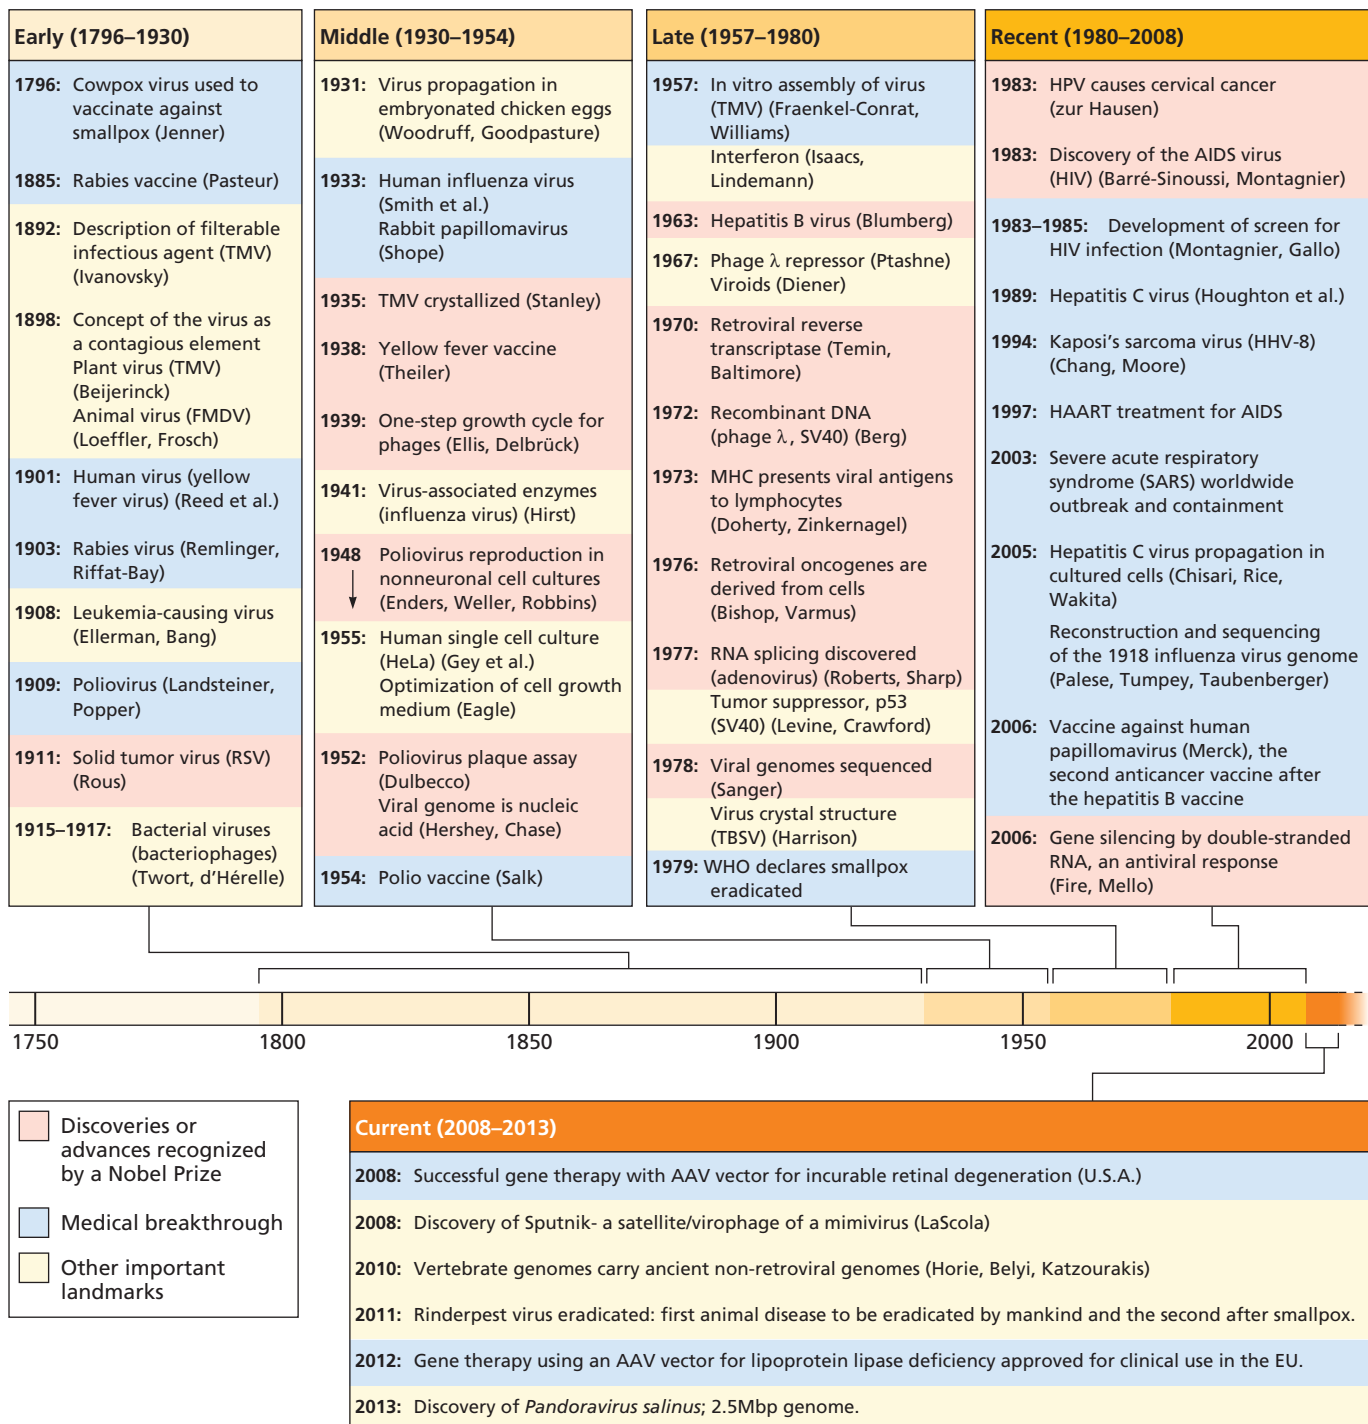 Early (1796–1930)
1796: Cowpox virus used to
vaccinate against
smallpox (Jenner)
1885: Rabies vaccine (Pasteur)
1892: Description of filterable
infectious agent (TMV)
(Ivanovsky)
1898: Concept of the virus as
a contagious element
Plant virus (TMV)
(Beijerinck)
Animal virus (FMDV)
(Loeffler, Frosch)
1901: Human virus (yellow
fever virus) (Reed et al.)
1903: Rabies virus (Remlinger,
Riffat-Bay)
1908: Leukemia-causing virus
(Ellerman, Bang)
1909: Poliovirus (Landsteiner,
Popper)
1911: Solid tumor virus (RSV)
(Rous)
1915–1917: Bacterial viruses
(bacteriophages)
(Twort, d’Hérelle)
Middle (1930–1954)
1931: Virus propagation in
embryonated chicken eggs
(Woodruff, Goodpasture)
1933: Human influenza virus
(Smith et al.)
Rabbit papillomavirus
(Shope)
1935: TMV crystallized (Stanley)
1938: Yellow fever vaccine
(Theiler)
1939: One-step growth cycle for
phages (Ellis, Delbrück)
1941: Virus-associated enzymes
(influenza virus) (Hirst)
1948 Poliovirus reproduction in
nonneuronal cell cultures
(Enders, Weller, Robbins)
1955: Human single cell culture
(HeLa) (Gey et al.)
Optimization of cell growth
medium (Eagle)
1952: Poliovirus plaque assay
(Dulbecco)
Viral genome is nucleic
acid (Hershey, Chase)
1954: Polio vaccine (Salk)
Late (1957–1980)
1957: In vitro assembly of virus
(TMV) (Fraenkel-Conrat,
Williams)
Interferon (Isaacs,
Lindemann)
1963: Hepatitis B virus (Blumberg)
1967: Phage λ repressor (Ptashne)
Viroids (Diener)
1970: Retroviral reverse
transcriptase (Temin,
Baltimore)
1972: Recombinant DNA
(phage λ, SV40) (Berg)
1973: MHC presents viral antigens
to lymphocytes
(Doherty, Zinkernagel)
1976: Retroviral oncogenes are
derived from cells
(Bishop, Varmus)
1977: RNA splicing discovered
(adenovirus) (Roberts, Sharp)
Tumor suppressor, p53
(SV40) (Levine, Crawford)
1978: Viral genomes sequenced
(Sanger)
Virus crystal structure
(TBSV) (Harrison)
1979: WHO declares smallpox
eradicated
Recent (1980–2008)
1983: HPV causes cervical cancer
(zur Hausen)
1983: Discovery of the AIDS virus
(HIV) (Barré-Sinoussi, Montagnier)
1983–1985: Development of screen for
HIV infection (Montagnier, Gallo)
1989: Hepatitis C virus (Houghton et al.)
1994: Kaposi’s sarcoma virus (HHV-8)
(Chang, Moore)
1997: HAART treatment for AIDS
2003: Severe acute respiratory
syndrome (SARS) worldwide
outbreak and containment
2005: Hepatitis C virus propagation in
cultured cells (Chisari, Rice,
Wakita)
Reconstruction and sequencing
of the 1918 influenza virus genome
(Palese, Tumpey, Taubenberger)
2006: Vaccine against human
papillomavirus (Merck), the
second anticancer vaccine after
the hepatitis B vaccine
2006: Gene silencing by double-stranded
RNA, an antiviral response
(Fire, Mello)
1750 1800 1850 1900 1950 2000
Discoveries or
advances recognized
by a Nobel Prize
Medical breakthrough
Other important
landmarks
Current (2008–2013)
2008: Successful gene therapy with AAV vector for incurable retinal degeneration (U.S.A.)
2008: Discovery of Sputnik- a satellite/virophage of a mimivirus (LaScola)
2010: Vertebrate genomes carry ancient non-retroviral genomes (Horie, Belyi, Katzourakis)
2011: Rinderpest virus eradicated: first animal disease to be eradicated by mankind and the second after smallpox.
2012: Gene therapy using an AAV vector for lipoprotein lipase deficiency approved for clinical use in the EU.
2013: Discovery of Pandoravirus salinus; 2.5Mbp genome.